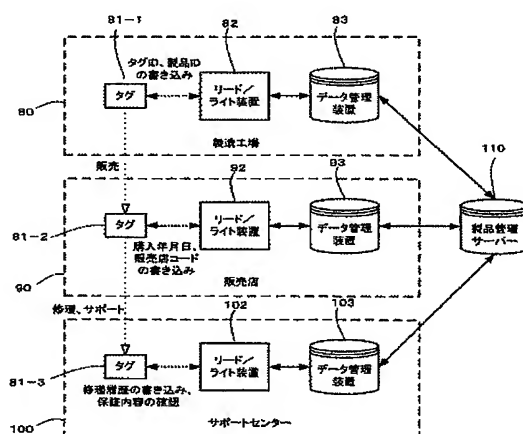 81-1
82
83
タグID、製品ID
の書き込み
タグ
リード／
ライト装置
データ管理
装置
80
製造工場
販売
92
93
110
タグ
リード／
ライト装置
データ管理
装置
製品管理
サーバー
81-2
購入年月日、
販売店コード
の書き込み
90
販売店
修理、サポート
102
103
タグ
リード／
ライト装置
データ管理
装置
81-3
修理履歴の書き込み、
保証内容の確認
100
サポートセンター